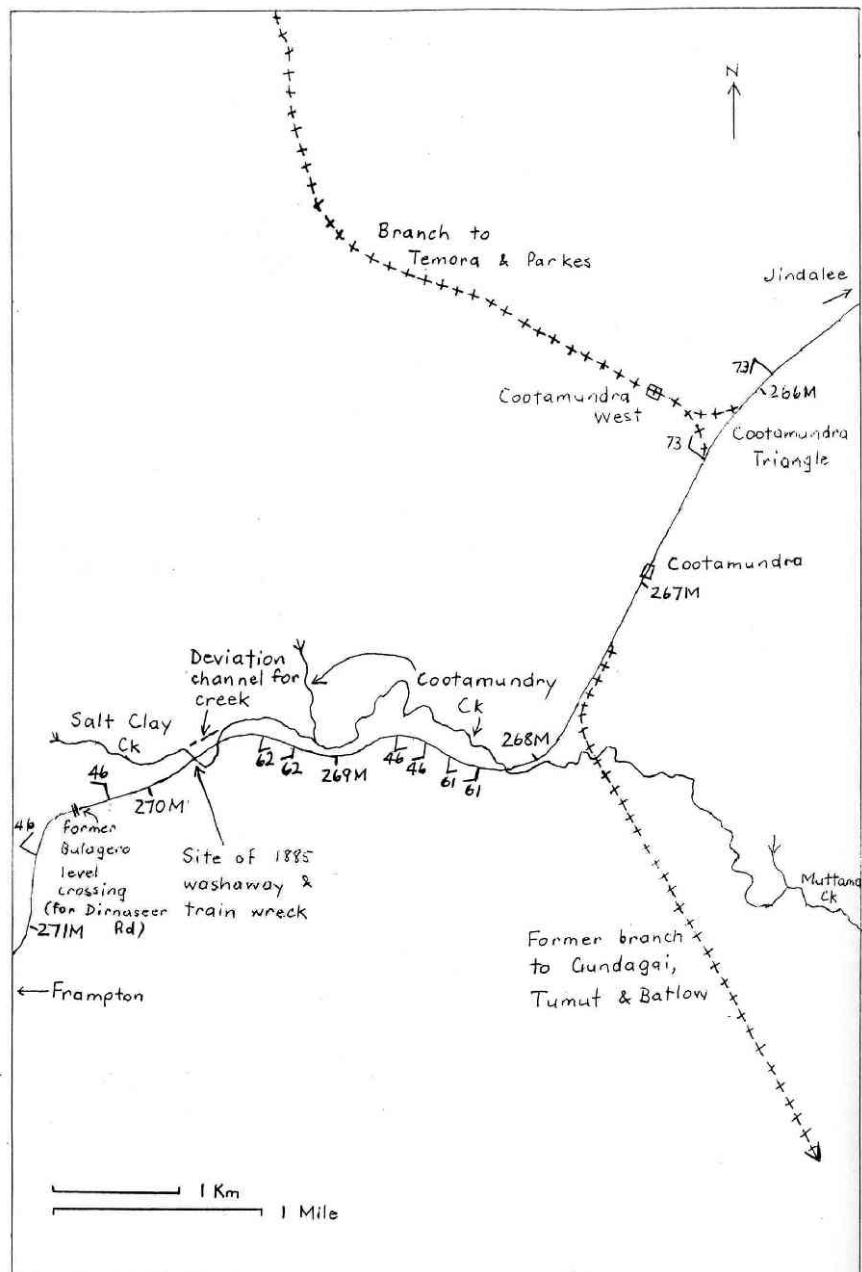 N
Branch to
Temora & Parkes
Jindalee
73
266M
Cootamundra
West
73
Cootamundra
Triangle
Cootamundra
267M
Deviation
channel for
creek
Cootamundry
Ck
Salt Clay
Ck
268M
62
62
269M
46
46
61
61
46
270M
46
Former
Bulagero
level
crossing
(for Dirnaseer
Rd)
Site of 1885
washaway &
train wreck
271M
Muttama
Ck
Former branch
to Gundagai,
Tumut & Batlow
Frampton
1 Km
1 Mile